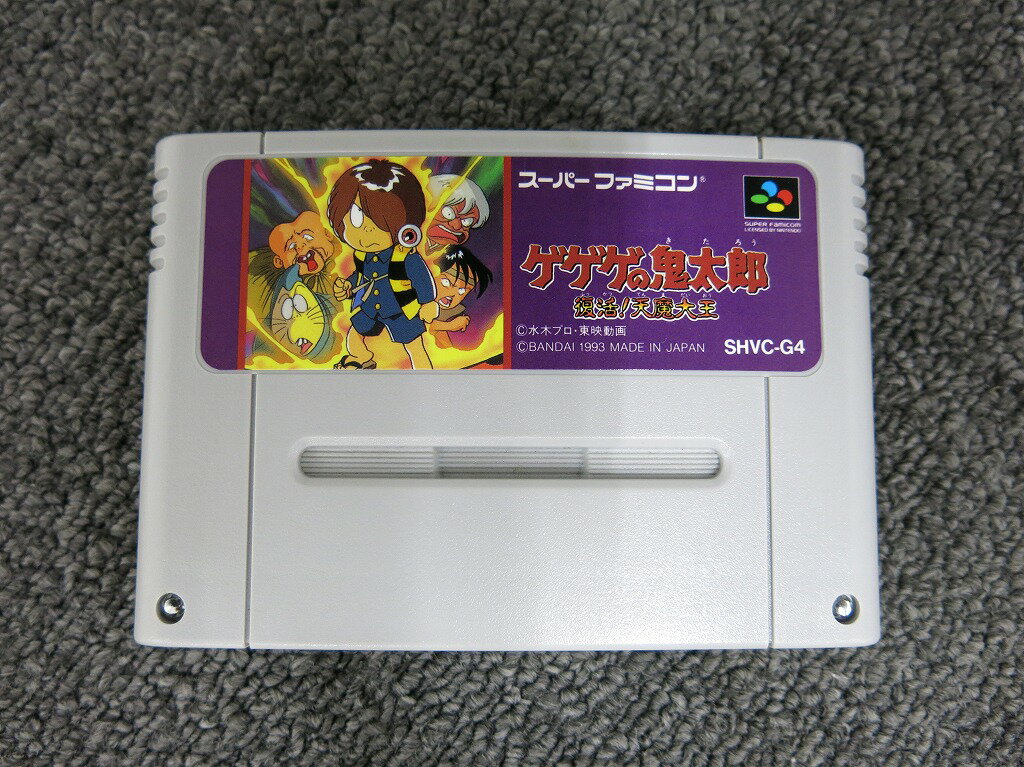 スーパーファミコン®
SUPER FAMICOM
LICENSED BY NINTENDO
きたろう
ゲゲゲの鬼太郎
復活!天魔大王
©水木プロ・東映動画
©BANDAI 1993 MADE IN JAPAN SHVC-G4